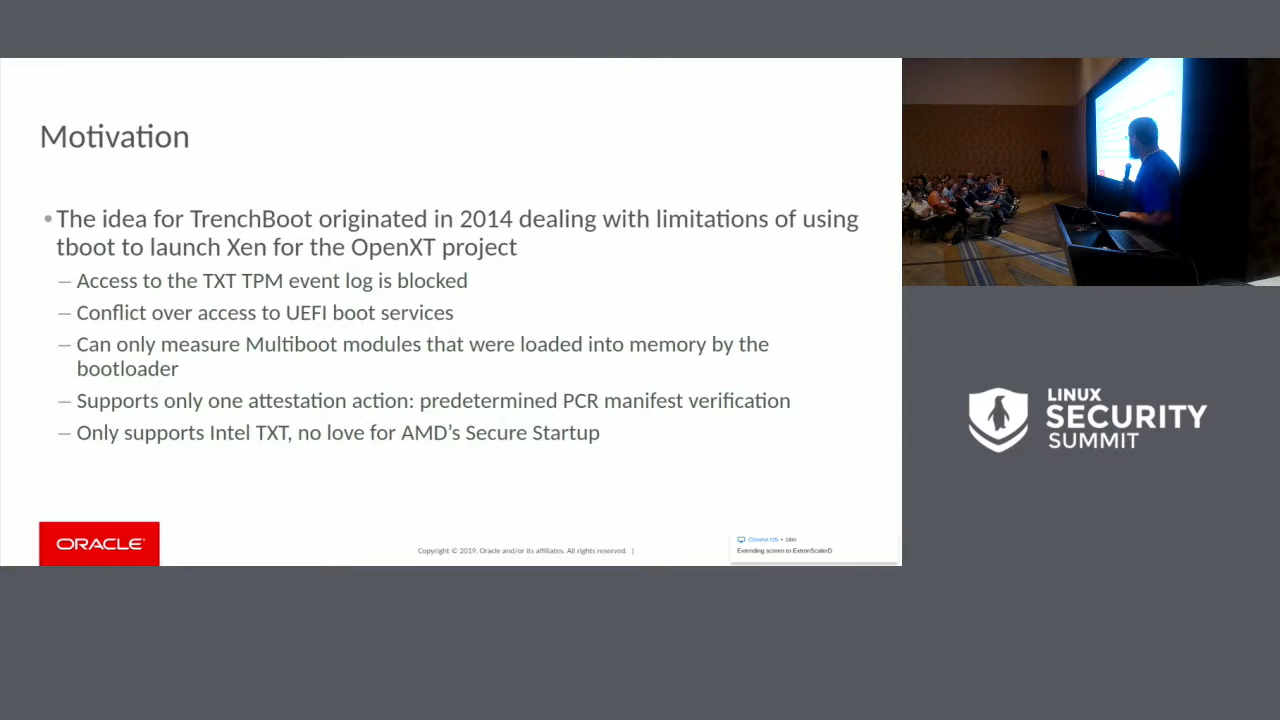 Motivation
• The idea for TrenchBoot originated in 2014 dealing with limitations of using
tboot to launch Xen for the OpenXT project
– Access to the TXT TPM event log is blocked
– Conflict over access to UEFI boot services
– Can only measure Multiboot modules that were loaded into memory by the
bootloader
– Supports only one attestation action: predetermined PCR manifest verification
– Only supports Intel TXT, no love for AMD's Secure Startup
ORACLE
Copyright © 2019, Oracle and/or its affiliates. All rights reserved. |
Chrome OS • 16m
Extending screen to ExtronScalerD
LINUX
SECURITY
SUMMIT